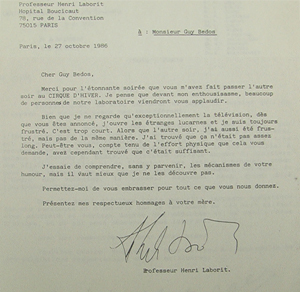 Professeur Henri Laborit
Hopital Boucicaut
78, rue de la Convention
75015 PARIS
à : Monsieur Guy Bedos
Paris, le 27 octobre 1986
Cher Guy Bedos,
Merci pour l'étonnante soirée que vous m'avez fait passer l'autre
soir au CIRQUE D'HIVER. Je pense que devant mon enthousiasme, beaucoup
de personnes de notre laboratoire viendront vous applaudir.
Bien que je ne regarde qu'exceptionnellement la télévision, dès
que vous êtes annoncé, j'ouvre les étranges lucarnes et je suis toujours
frustré. C'est trop court. Alors que l'autre soir, j'ai aussi été frus-
tré, mais pas de la même manière. J'ai trouvé que ça n'était pas assez
long. Peut-être vous, compte tenu de l'effort physique que cela vous
demande, avez cependant trouvé que c'était suffisant.
J'essaie de comprendre, sans y parvenir, les mécanismes de votre
humour, mais il vaut mieux que je ne les découvre pas.
Permettez-moi de vous embrasser pour tout ce que vous nous donnez.
Présentez mes respectueux hommages à votre mère.
Professeur Henri Laborit.